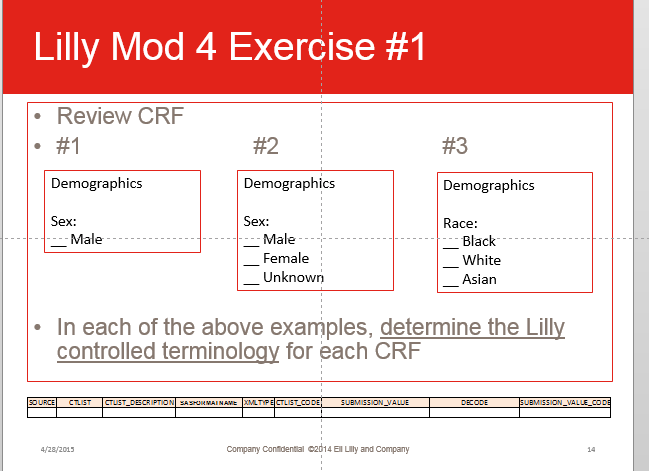 Lilly Mod 4 Exercise #1
• Review CRF
• #1 #2 #3
Demographics
Sex:
__ Male
Demographics
Sex:
__ Male
__ Female
__ Unknown
Demographics
Race:
__ Black
__ White
__ Asian
• In each of the above examples, determine the Lilly
controlled terminology for each CRF
SOURCE CTLIST CTLIST_DESCRIPTION SASFORMATNAME XMLTYPE CTLIST_CODE SUBMISSION_VALUE DECODE SUBMISSION_VALUE_CODE
4/28/2015 Company Confidential ©2014 Eli Lilly and Company 14